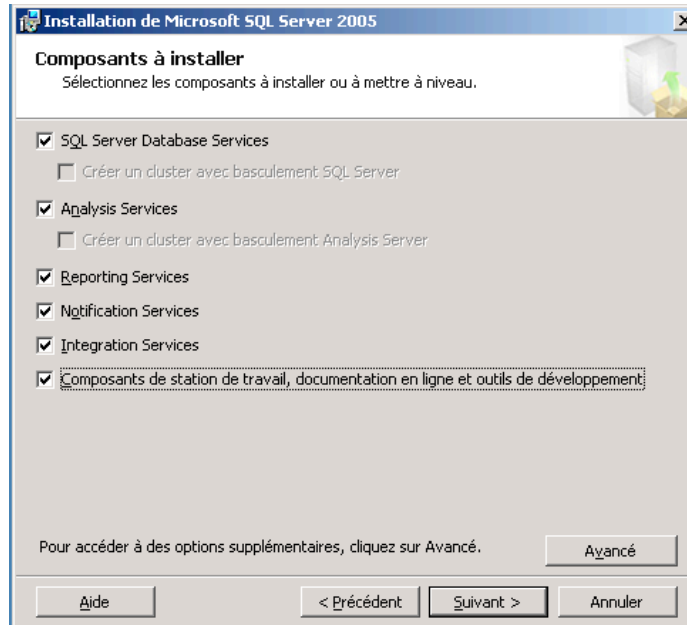 Installation de Microsoft SQL Server 2005
Composants à installer
Sélectionnez les composants à installer ou à mettre à niveau.
SQL Server Database Services
Créer un cluster avec basculement SQL Server
Analysis Services
Créer un cluster avec basculement Analysis Server
Reporting Services
Notification Services
Integration Services
Composants de station de travail, documentation en ligne et outils de développement
Pour accéder à des options supplémentaires, cliquez sur Avancé.
Avancé
Aide
< Précédent
Suivant >
Annuler